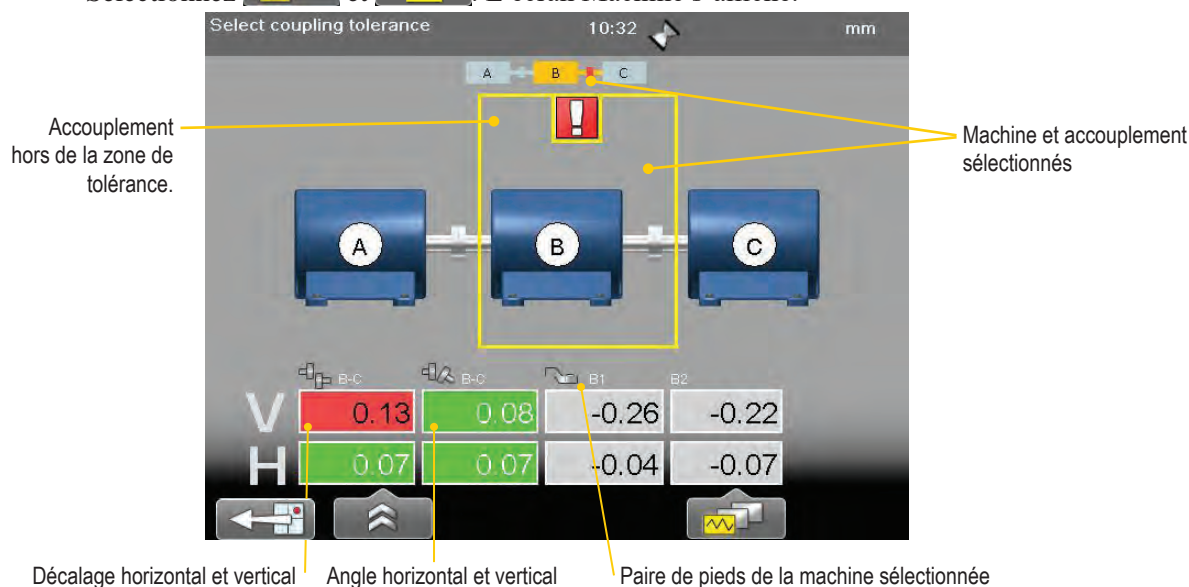 Select coupling tolerance 10:32 mm
A B C
Accouplement
hors de la zone de
tolérance.
Machine et accouplement
sélectionnés
A B C
B-C B-C B1 B2
V 0.13 0.08 -0.26 -0.22
H 0.07 0.07 -0.04 -0.07
Décalage horizontal et vertical Angle horizontal et vertical Paire de pieds de la machine sélectionnée